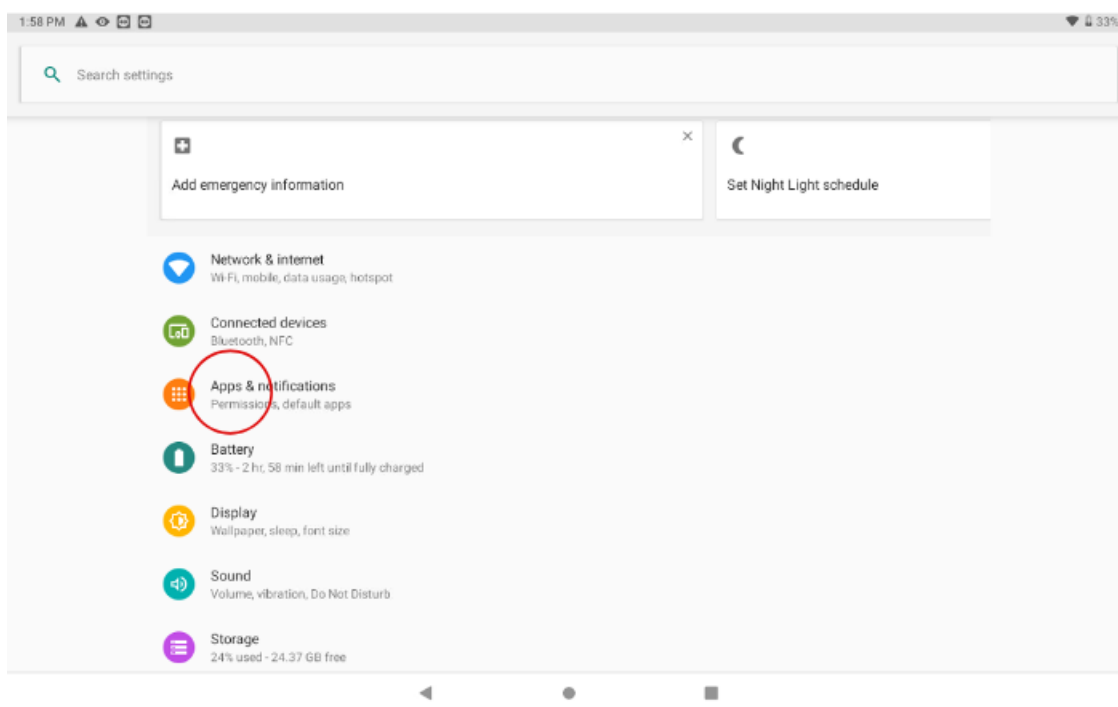 1:58 PM
33%
Search settings
Add emergency information
Set Night Light schedule
Network & internet
Wi-Fi, mobile, data usage, hotspot
Connected devices
Bluetooth, NFC
Apps & notifications
Permissions, default apps
Battery
33% - 2 hr, 58 min left until fully charged
Display
Wallpaper, sleep, font size
Sound
Volume, vibration, Do Not Disturb
Storage
24% used - 24.37 GB free